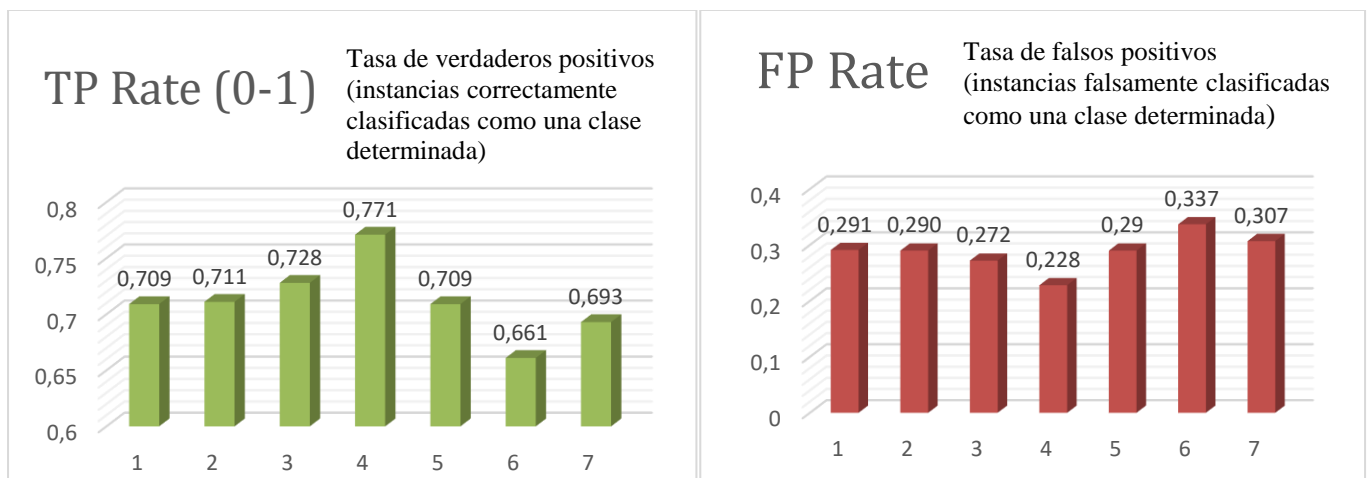 TP Rate (0-1)
Tasa de verdaderos positivos
(instancias correctamente
clasificadas como una clase
determinada)
0,8
0,75
0,7
0,65
0,6
0,709
0,711
0,728
0,771
0,709
0,661
0,693
1 2 3 4 5 6 7
FP Rate
Tasa de falsos positivos
(instancias falsamente clasificadas
como una clase determinada)
0,4
0,3
0,2
0,1
0
0,291
0,290
0,272
0,228
0,29
0,337
0,307
1 2 3 4 5 6 7